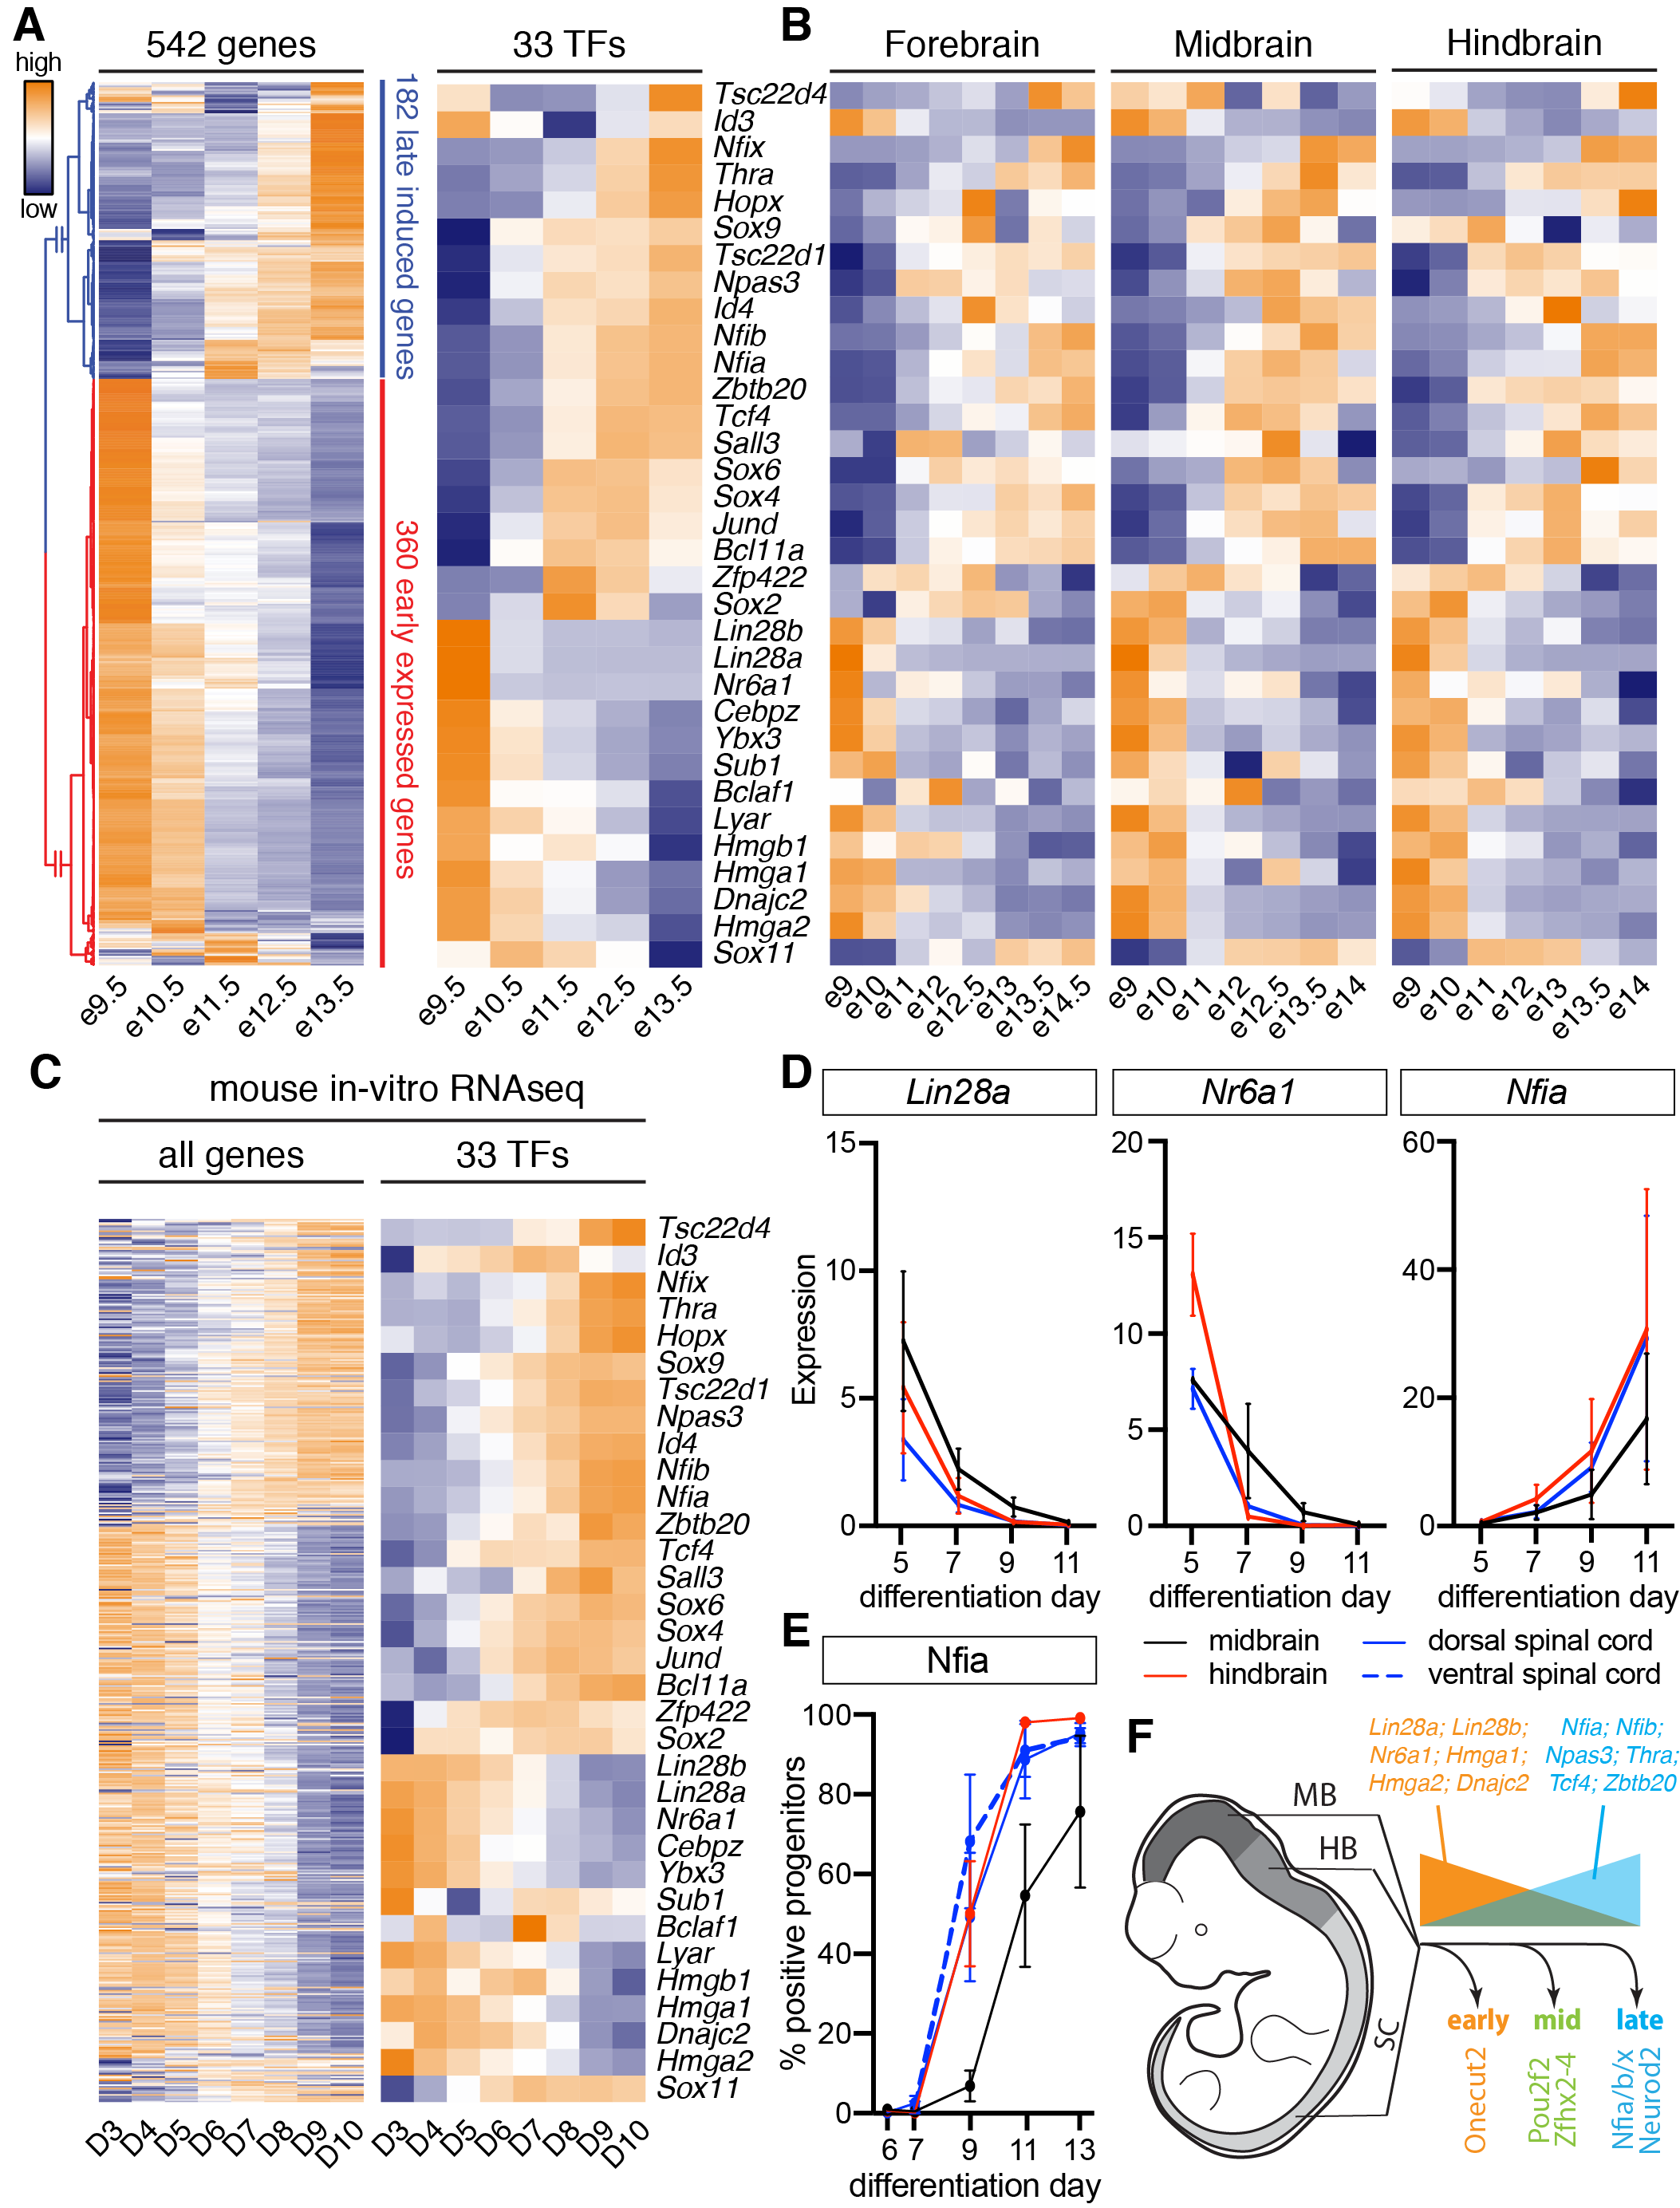 A
542 genes
33 TFs
high
low
182 late induced genes
360 early expressed genes
Tsc22d4
Id3
Nfix
Thra
Hopx
Sox9
Tsc22d1
Npas3
Id4
Nfib
Nfia
Zbtb20
Tcf4
Sall3
Sox6
Sox4
Jund
Bcl11a
Zfp422
Sox2
Lin28b
Lin28a
Nr6a1
Cebpz
Ybx3
Sub1
Bclaf1
Lyar
Hmgb1
Hmga1
Dnajc2
Hmga2
Sox11
e9.5 e10.5 e11.5 e12.5 e13.5
e9.5 e10.5 e11.5 e12.5 e13.5
B
Forebrain
Midbrain
Hindbrain
e9 e10 e11 e12 e12.5 e13 e13.5 e14.5
e9 e10 e11 e12 e12.5 e13.5 e14
e9 e10 e11 e12 e13 e13.5 e14
C
mouse in-vitro RNAseq
all genes
33 TFs
Tsc22d4
Id3
Nfix
Thra
Hopx
Sox9
Tsc22d1
Npas3
Id4
Nfib
Nfia
Zbtb20
Tcf4
Sall3
Sox6
Sox4
Jund
Bcl11a
Zfp422
Sox2
Lin28b
Lin28a
Nr6a1
Cebpz
Ybx3
Sub1
Bclaf1
Lyar
Hmgb1
Hmga1
Dnajc2
Hmga2
Sox11
D3 D4 D5 D6 D7 D8 D9 D10
D3 D4 D5 D6 D7 D8 D9 D10
D
Lin28a
Nr6a1
Nfia
Expression
15
10
5
0
5 7 9 11
differentiation day
20
15
10
5
0
5 7 9 11
differentiation day
60
40
20
0
5 7 9 11
differentiation day
midbrain
hindbrain
dorsal spinal cord
ventral spinal cord
E
Nfia
% positive progenitors
100
80
60
40
20
0
6 7 9 11 13
differentiation day
F
Lin28a; Lin28b;
Nr6a1; Hmga1;
Hmga2; Dnajc2
Nfia; Nfib;
Npas3; Thra;
Tcf4; Zbtb20
MB
HB
SC
early
mid
late
Onecut2
Pou2f2
Zfhx2-4
Nfia/b/x
Neurod2